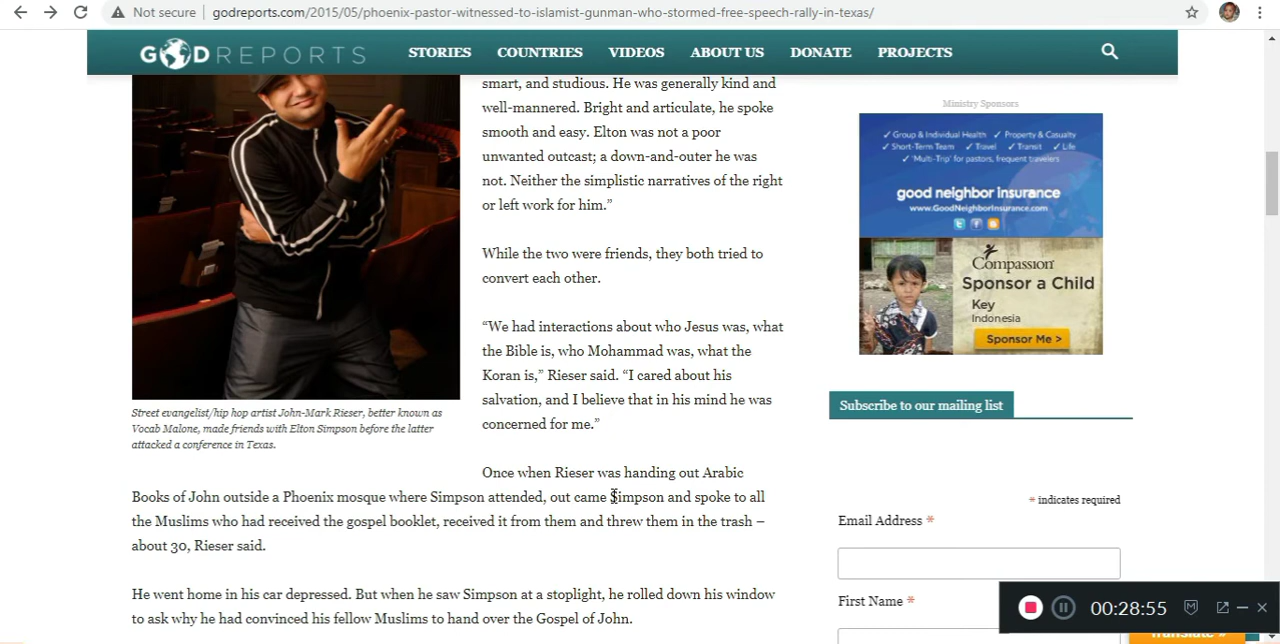 Not secure
godreports.com/2015/05/phoenix-pastor-witnessed-to-islamist-gunman-who-stormed-free-speech-rally-in-texas/
GOD REPORTS
STORIES COUNTRIES VIDEOS ABOUT US DONATE PROJECTS
smart, and studious. He was generally kind and
well-mannered. Bright and articulate, he spoke
smooth and easy. Elton was not a poor
unwanted outcast; a down-and-outer he was
not. Neither the simplistic narratives of the right
or left work for him.”
While the two were friends, they both tried to
convert each other.
“We had interactions about who Jesus was, what
the Bible is, who Mohammad was, what the
Koran is,” Rieser said. “I cared about his
salvation, and I believe that in his mind he was
concerned for me.”
Street evangelist/hip hop artist John-Mark Rieser, better known as
Vocab Malone, made friends with Elton Simpson before the latter
attacked a conference in Texas.
Once when Rieser was handing out Arabic
Books of John outside a Phoenix mosque where Simpson attended, out came Simpson and spoke to all
the Muslims who had received the gospel booklet, received it from them and threw them in the trash –
about 30, Rieser said.
He went home in his car depressed. But when he saw Simpson at a stoplight, he rolled down his window
to ask why he had convinced his fellow Muslims to hand over the Gospel of John.
Ministry Sponsors
✓ Group & Individual Health ✓ Property & Casualty
✓ Short-Term Team ✓ Travel ✓ Transit ✓ Life
✓ 'Multi-Trip' for pastors, frequent travelers
good neighbor insurance
www.GoodNeighborInsurance.com
Compassion
Sponsor a Child
Key
Indonesia
Sponsor Me >
Subscribe to our mailing list
* indicates required
Email Address *
First Name *
00:28:55